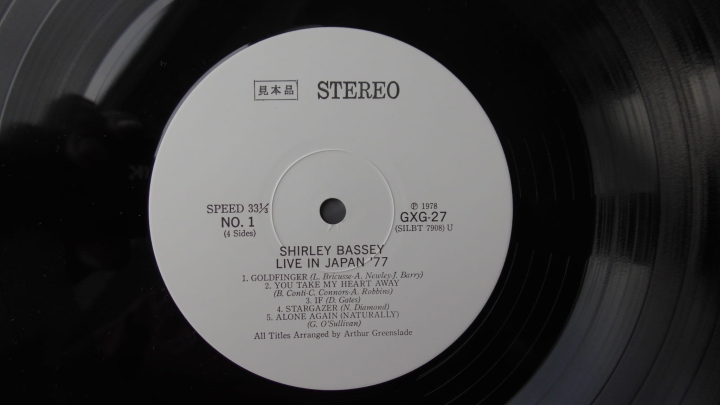 見本品 STEREO
SPEED 33⅓ ℗ 1978
NO. 1 GXG-27
(4 Sides) (SILBT 7908) U
SHIRLEY BASSEY
LIVE IN JAPAN '77
1. GOLDFINGER (L. Bricusse-A. Newley-J. Barry)
2. YOU TAKE MY HEART AWAY
(B. Conti-C. Connors-A. Robbins)
3. IF (D. Gates)
4. STARGAZER (N. Diamond)
5. ALONE AGAIN (NATURALLY)
(G. O'Sullivan)
All Titles Arranged by Arthur Greenslade